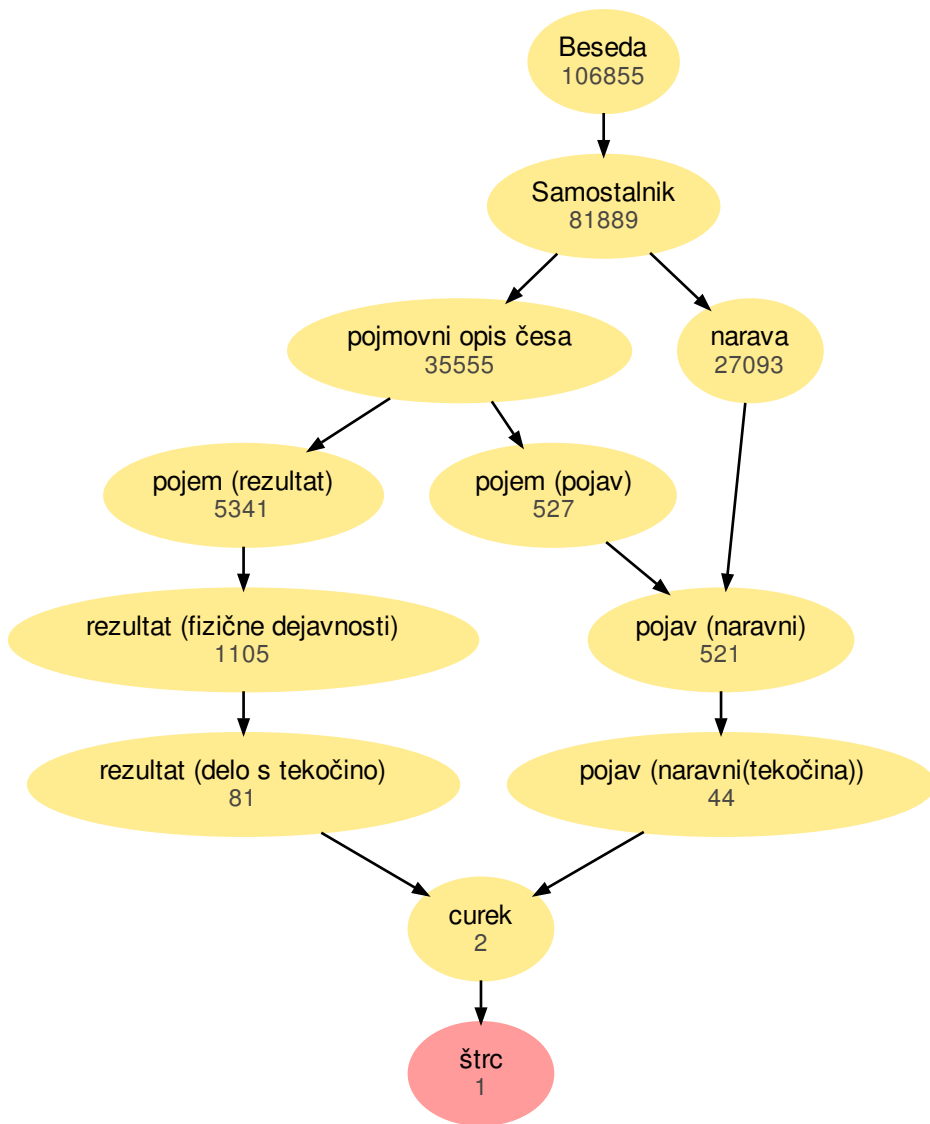 Beseda
106855
Samostalnik
81889
pojmovni opis česa
35555
narava
27093
pojem (rezultat)
5341
pojem (pojav)
527
rezultat (fizične dejavnosti)
1105
pojav (naravni)
521
rezultat (delo s tekočino)
81
pojav (naravni(tekočina))
44
curek
2
štrc
1